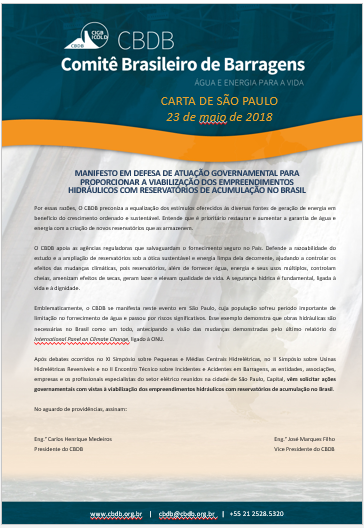 CIGB
ICOLD
CBDB
CBDB
Comitê Brasileiro de Barragens
ÁGUA E ENERGIA PARA A VIDA
CARTA DE SÃO PAULO
23 de maio de 2018
MANIFESTO EM DEFESA DE ATUAÇÃO GOVERNAMENTAL PARA
PROPORCIONAR A VIABILIZAÇÃO DOS EMPREENDIMENTOS
HIDRÁULICOS COM RESERVATÓRIOS DE ACUMULAÇÃO NO BRASIL
Por essas razões, O CBDB preconiza a equalização dos estímulos oferecidos às diversas fontes de geração de energia em
benefício do crescimento ordenado e sustentável. Entende que é prioritário restaurar e aumentar a garantia de água e
energia com a criação de novos reservatórios que as armazenem.
O CBDB apoia as agências reguladoras que salvaguardam o fornecimento seguro no País. Defende a razoabilidade do
estudo e a ampliação de reservatórios sob a ótica sustentável e energia limpa decorrente, ajudando a controlar os
efeitos das mudanças climáticas, pois reservatórios, além de fornecer água, energia e seus usos múltiplos, controlam
cheias, amenizam efeitos de secas, geram lazer e elevam qualidade de vida. A segurança hídrica é fundamental, ligada à
vida e à dignidade.
Emblematicamente, o CBDB se manifesta neste evento em São Paulo, cuja população sofreu período importante de
limitação no fornecimento de água e passou por riscos significativos. Esse exemplo demonstra que obras hidráulicas são
necessárias no Brasil como um todo, antecipando a visão das mudanças demonstradas pelo último relatório do
International Panel on Climate Change, ligado à ONU.
Após debates ocorridos no XI Simpósio sobre Pequenas e Médias Centrais Hidrelétricas, no II Simpósio sobre Usinas
Hidrelétricas Reversíveis e no II Encontro Técnico sobre Incidentes e Acidentes em Barragens, as entidades, associações,
empresas e os profissionais especialistas do setor elétrico reunidos na cidade de São Paulo, Capital, vêm solicitar ações
governamentais com vistas à viabilização dos empreendimentos hidráulicos com reservatórios de acumulação no Brasil.
No aguardo de providências, assinam:
Eng.° Carlos Henrique Medeiros Eng.° José Marques Filho
Presidente do CBDB Vice Presidente do CBDB
www.cbdb.org.br | cbdb@cbdb.org.br | +55 21 2528.5320